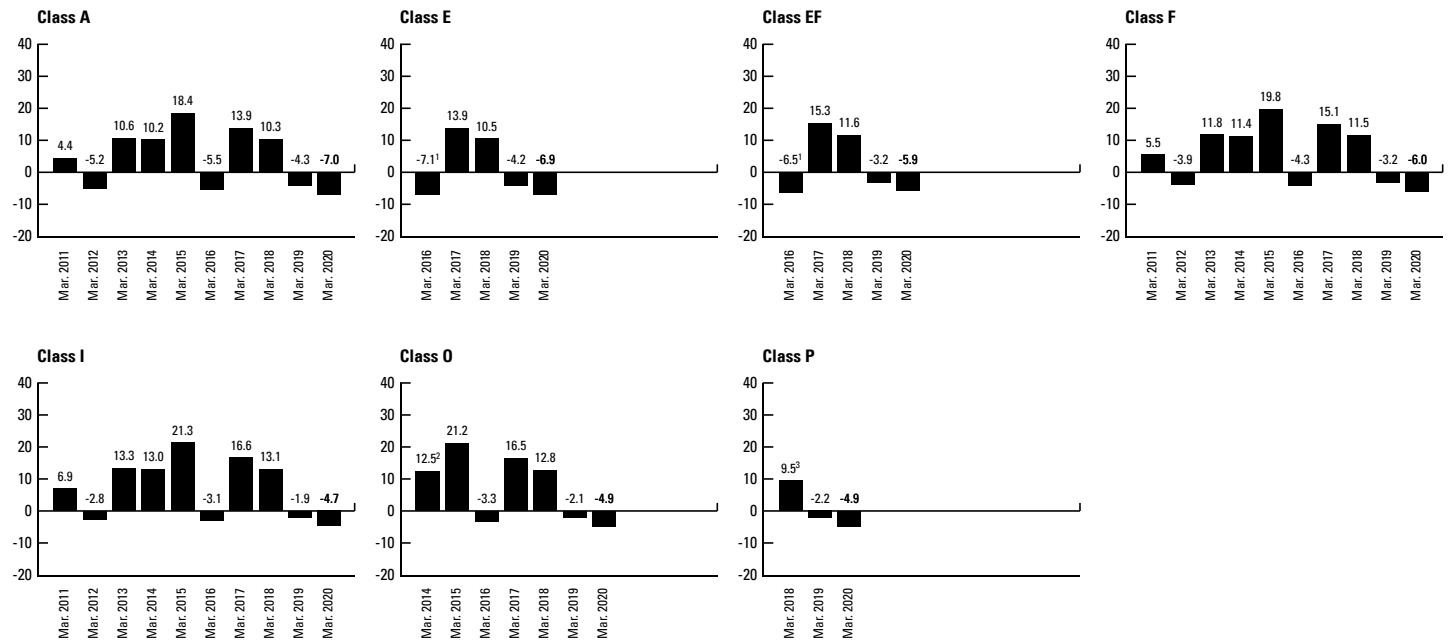 Class A
40
30
20
10
0
-10
-20
4.4
-5.2
10.6
10.2
18.4
-5.5
13.9
10.3
-4.3
-7.0
Mar. 2011
Mar. 2012
Mar. 2013
Mar. 2014
Mar. 2015
Mar. 2016
Mar. 2017
Mar. 2018
Mar. 2019
Mar. 2020
Class E
40
30
20
10
0
-10
-20
-7.1¹
13.9
10.5
-4.2
-6.9
Mar. 2016
Mar. 2017
Mar. 2018
Mar. 2019
Mar. 2020
Class EF
40
30
20
10
0
-10
-20
-6.5¹
15.3
11.6
-3.2
-5.9
Mar. 2016
Mar. 2017
Mar. 2018
Mar. 2019
Mar. 2020
Class F
40
30
20
10
0
-10
-20
5.5
-3.9
11.8
11.4
19.8
-4.3
15.1
11.5
-3.2
-6.0
Mar. 2011
Mar. 2012
Mar. 2013
Mar. 2014
Mar. 2015
Mar. 2016
Mar. 2017
Mar. 2018
Mar. 2019
Mar. 2020
Class I
40
30
20
10
0
-10
-20
6.9
-2.8
13.3
13.0
21.3
-3.1
16.6
13.1
-1.9
-4.7
Mar. 2011
Mar. 2012
Mar. 2013
Mar. 2014
Mar. 2015
Mar. 2016
Mar. 2017
Mar. 2018
Mar. 2019
Mar. 2020
Class O
40
30
20
10
0
-10
-20
12.5²
21.2
-3.3
16.5
12.8
-2.1
-4.9
Mar. 2014
Mar. 2015
Mar. 2016
Mar. 2017
Mar. 2018
Mar. 2019
Mar. 2020
Class P
40
30
20
10
0
-10
-20
9.5³
-2.2
-4.9
Mar. 2018
Mar. 2019
Mar. 2020